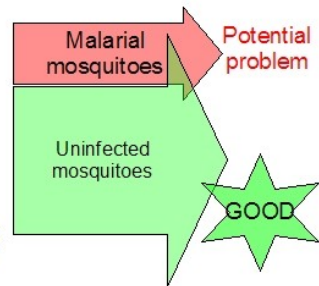 Malarial
mosquitoes
Potential
problem
Uninfected
mosquitoes
GOOD